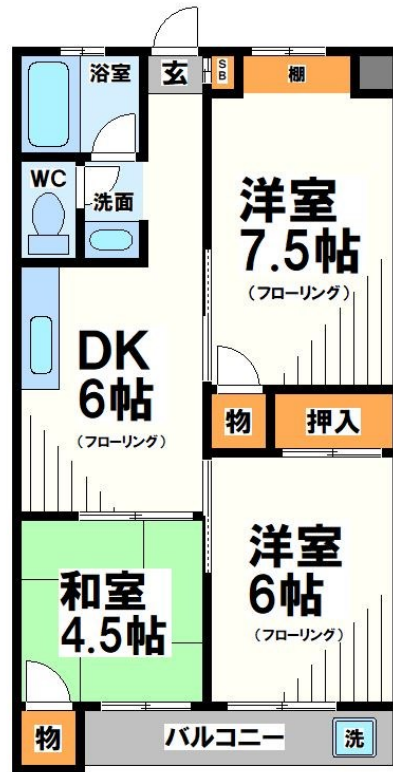 浴室
玄
SB
棚
WC
洗面
洋室
7.5帖
(フローリング)
DK
6帖
(フローリング)
物
押入
洋室
6帖
(フローリング)
和室
4.5帖
物
バルコニー
洗